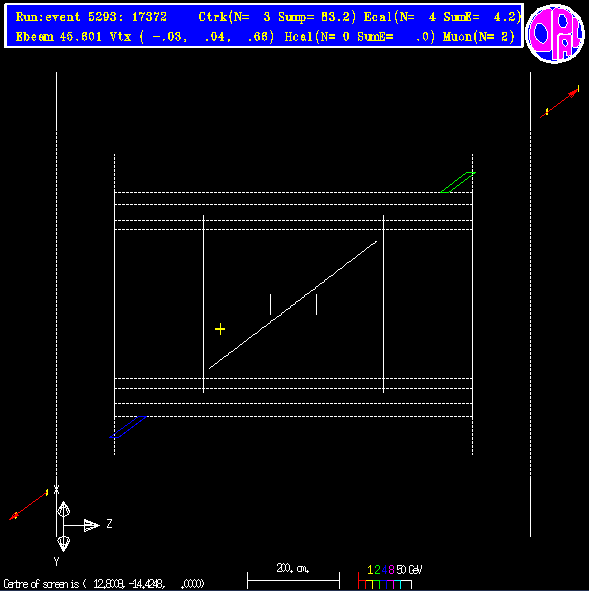 Run:event 5293: 17372 Ctrk(N= 3 Sump= 83.2) Ecal(N= 4 SumE= 4.2)
Ebeam 45.601 Vtx ( -.03, .04, .66) Hcal(N= 0 SumE= .0) Muon(N= 2)
OPAL
X
Z
Y
200. cm.
1 2 4 8 50 GeV
Centre of screen is ( 12.8008, -14.4248, .0000)